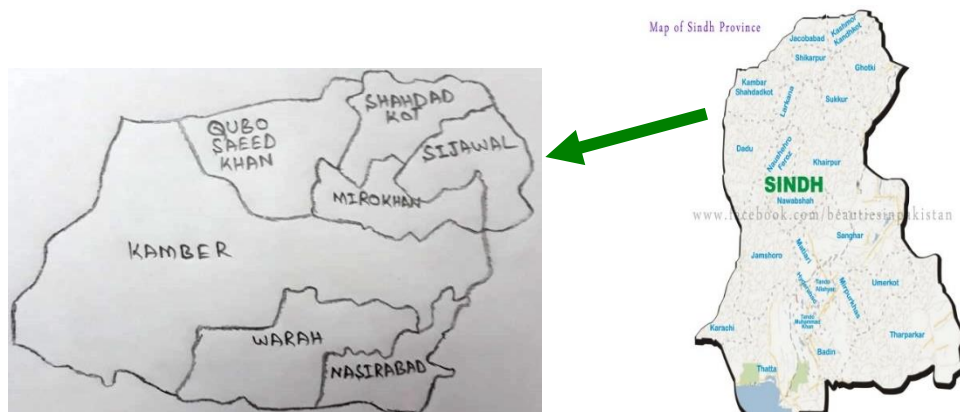 QUBO
SAEED
KHAN
SHAHDAD
KOT
SIJAWAL
MIROKHAN
KAMBER
WARAH
NASIRABAD
Map of Sindh Province
Jacobabad
Kashmor
Kandhkot
Shikarpur
Ghotki
Kambar
Shahdadkot
Larkana
Sukkur
Dadu
Naushehro
Feroz
Khairpur
SINDH
Nawabshah
www.facebook.com/beautiesinpakistan
Sanghar
Matiari
Jamshoro
Hyderabad
Tando
Allahyar
Mirpurkhas
Umerkot
Tando
Muhammad
Khan
Karachi
Tharparkar
Badin
Thatta